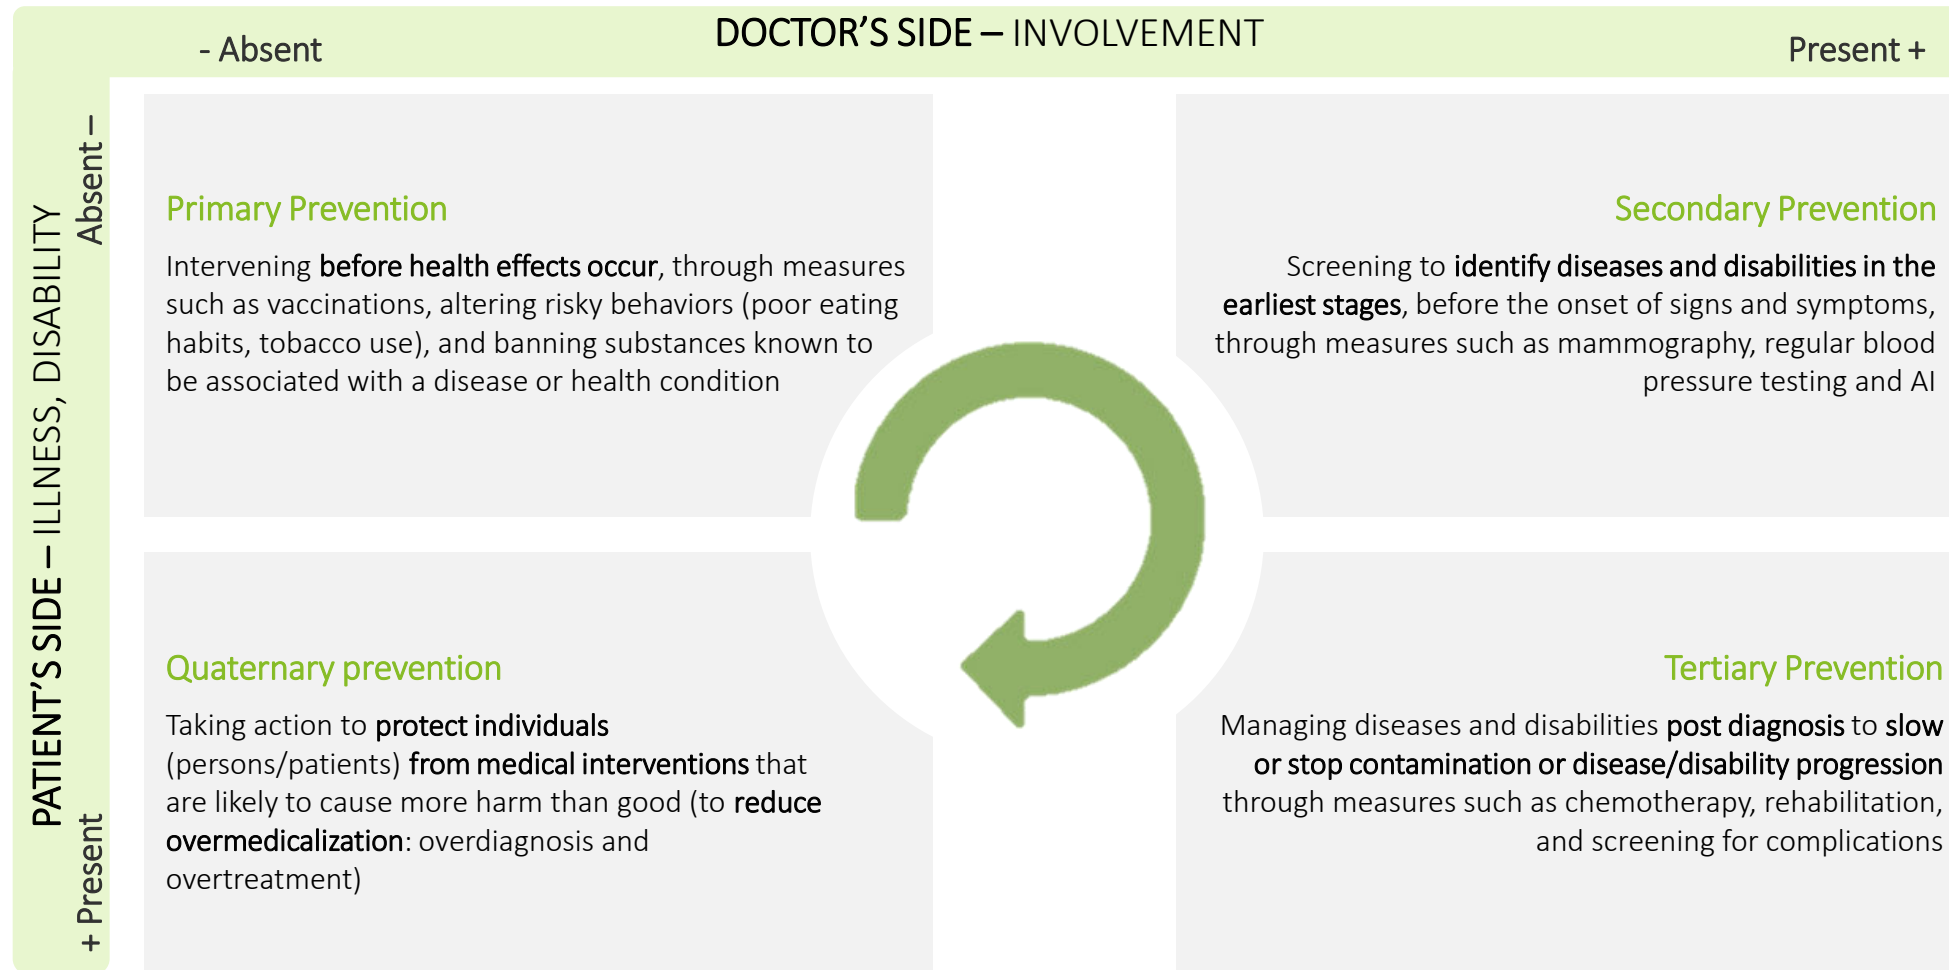 DOCTOR'S SIDE – INVOLVEMENT
- Absent
Present +
PATIENT'S SIDE – ILLNESS, DISABILITY
Absent –
+ Present
Primary Prevention
Intervening before health effects occur, through measures
such as vaccinations, altering risky behaviors (poor eating
habits, tobacco use), and banning substances known to
be associated with a disease or health condition
Secondary Prevention
Screening to identify diseases and disabilities in the
earliest stages, before the onset of signs and symptoms,
through measures such as mammography, regular blood
pressure testing and AI
Quaternary prevention
Taking action to protect individuals
(persons/patients) from medical interventions that
are likely to cause more harm than good (to reduce
overmedicalization: overdiagnosis and
overtreatment)
Tertiary Prevention
Managing diseases and disabilities post diagnosis to slow
or stop contamination or disease/disability progression
through measures such as chemotherapy, rehabilitation,
and screening for complications